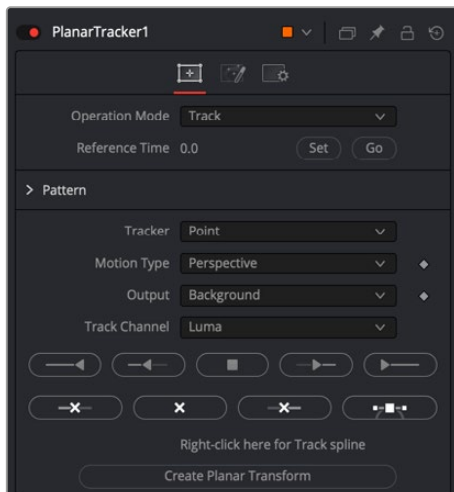 PlanarTracker1
Operation Mode Track
Reference Time 0.0 Set Go
Pattern
Tracker Point
Motion Type Perspective
Output Background
Track Channel Luma
Right-click here for Track spline
Create Planar Transform